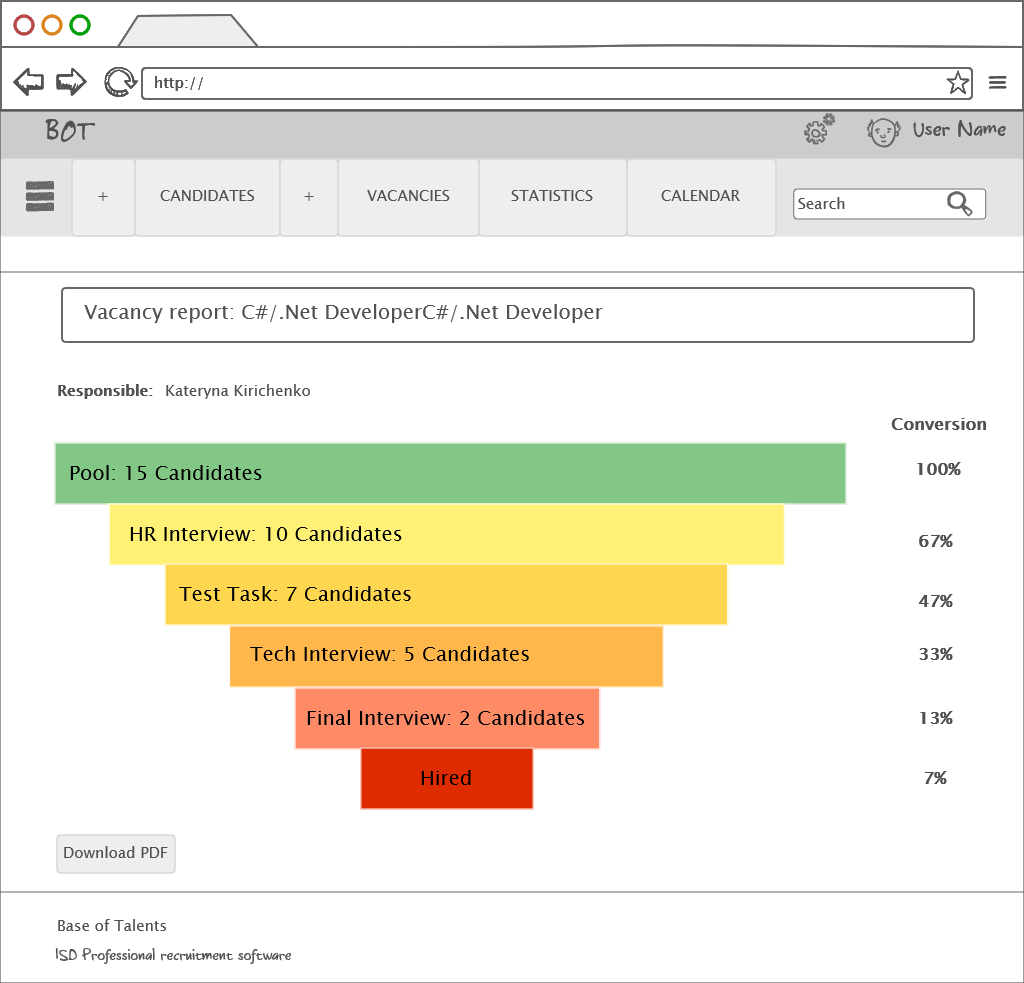 http://
BOT
User Name
+
CANDIDATES
+
VACANCIES
STATISTICS
CALENDAR
Search
Vacancy report: C#/.Net DeveloperC#/.Net Developer
Responsible: Kateryna Kirichenko
Conversion
Pool: 15 Candidates
100%
HR Interview: 10 Candidates
67%
Test Task: 7 Candidates
47%
Tech Interview: 5 Candidates
33%
Final Interview: 2 Candidates
13%
Hired
7%
Download PDF
Base of Talents
ISD Professional recruitment software